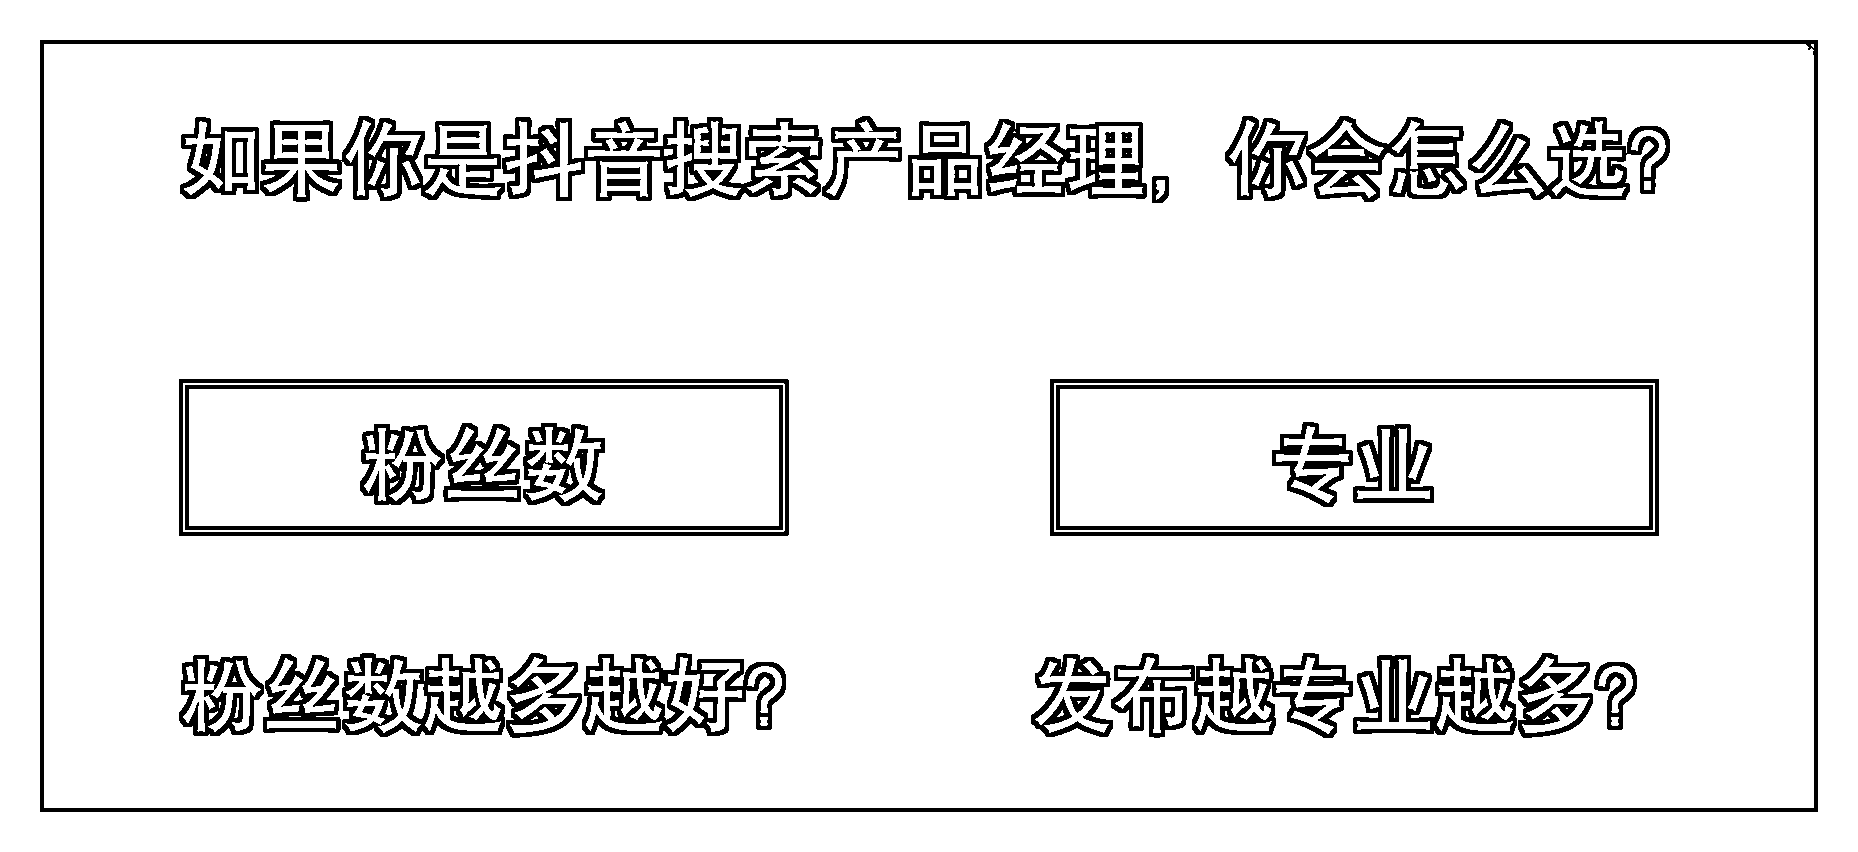 如果你是抖音搜索产品经理，你会怎么选?
粉丝数
专业
粉丝数越多越好?
发布越专业越多?